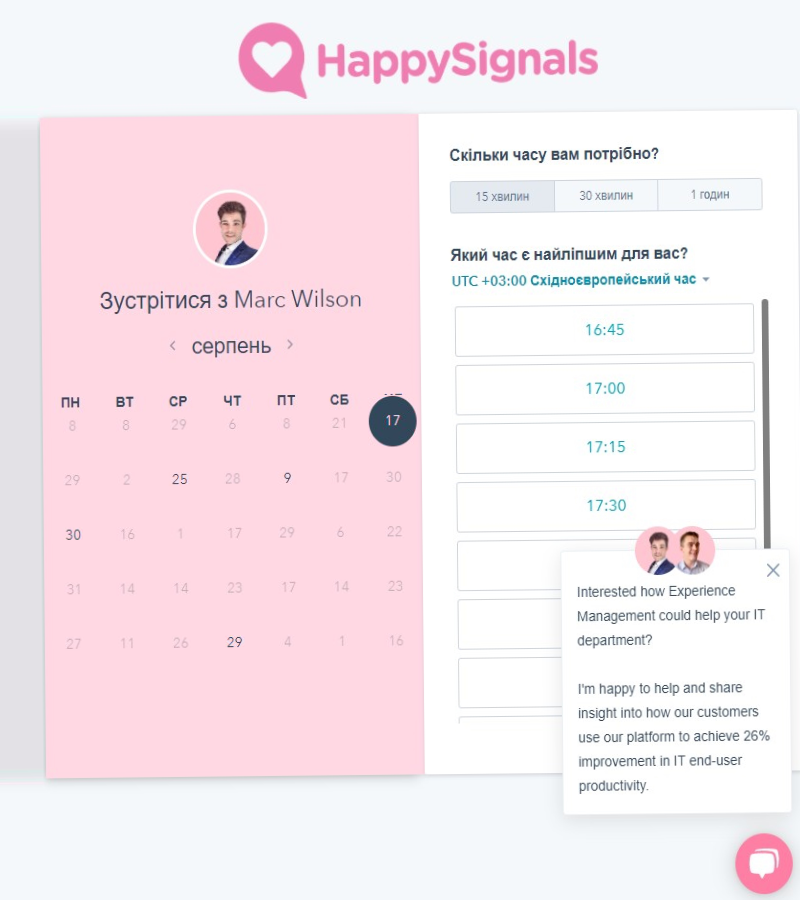 HappySignals
Зустрітися з Marc Wilson
серпень
ПН ВТ СР ЧТ ПТ СБ
8 8 29 6 8 21 17
29 2 25 28 9 17 30
30 16 1 17 29 6 22
31 14 14 23 17 14 23
27 11 26 29 4 1 16
Скільки часу вам потрібно?
15 хвилин 30 хвилин 1 годин
Який час є найліпшим для вас?
UTC +03:00 Східноєвропейський час
16:45
17:00
17:15
17:30
Interested how Experience
Management could help your IT
department?
I'm happy to help and share
insight into how our customers
use our platform to achieve 26%
improvement in IT end-user
productivity.